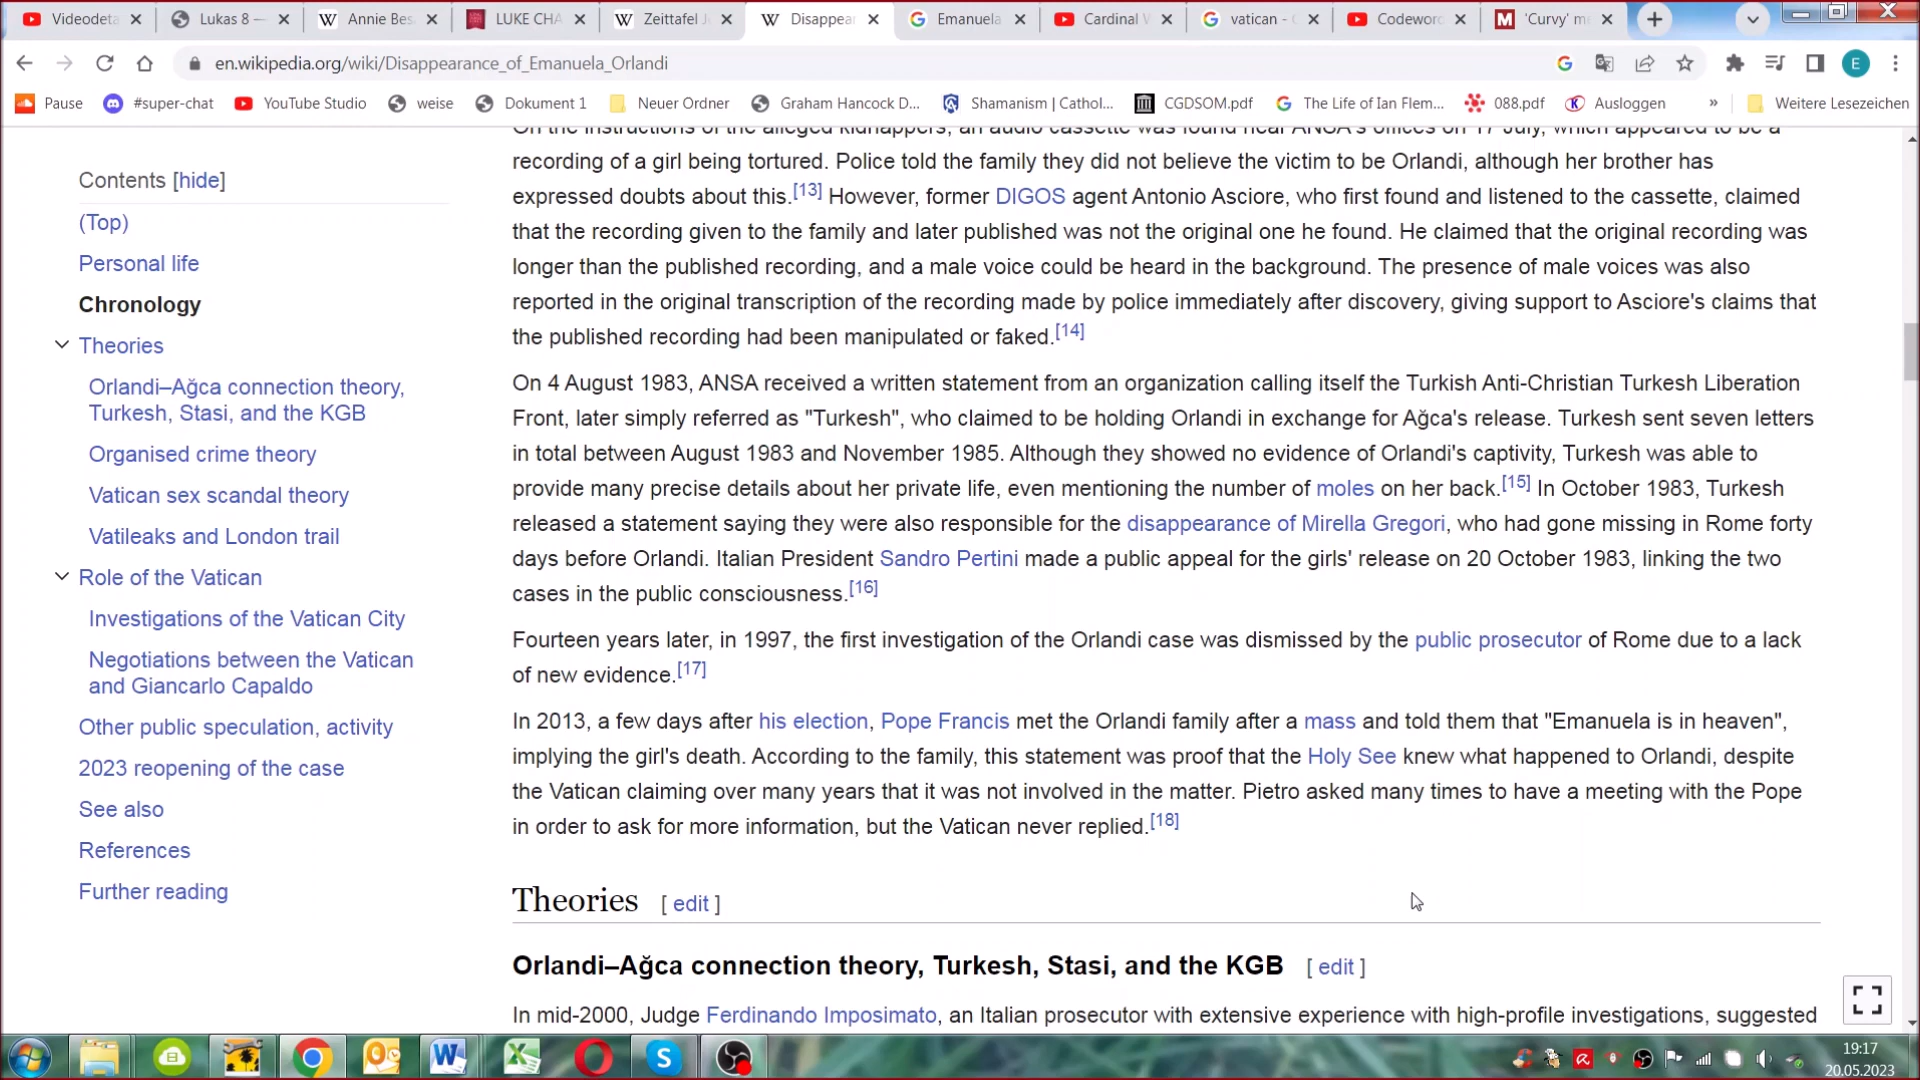 Videodeta
Lukas 8 —
Annie Bes
LUKE CHA
Zeittafel J
Disappear
Emanuela
Cardinal
vatican -
Codeword
'Curvy' m
en.wikipedia.org/wiki/Disappearance_of_Emanuela_Orlandi
E
Pause
#super-chat
YouTube Studio
weise
Dokument 1
Neuer Ordner
Graham Hancock D...
Shamanism | Cathol...
CGDSOM.pdf
The Life of Ian Flem...
088.pdf
Ausloggen
»
Weitere Lesezeichen
Contents [hide]
(Top)
Personal life
Chronology
Theories
Orlandi–Ağca connection theory,
Turkesh, Stasi, and the KGB
Organised crime theory
Vatican sex scandal theory
Vatileaks and London trail
Role of the Vatican
Investigations of the Vatican City
Negotiations between the Vatican
and Giancarlo Capaldo
Other public speculation, activity
2023 reopening of the case
See also
References
Further reading
On the instructions of the alleged kidnappers, an audio cassette was found near ANSA's offices on 17 July, which appeared to be a
recording of a girl being tortured. Police told the family they did not believe the victim to be Orlandi, although her brother has
expressed doubts about this.[13] However, former DIGOS agent Antonio Asciore, who first found and listened to the cassette, claimed
that the recording given to the family and later published was not the original one he found. He claimed that the original recording was
longer than the published recording, and a male voice could be heard in the background. The presence of male voices was also
reported in the original transcription of the recording made by police immediately after discovery, giving support to Asciore's claims that
the published recording had been manipulated or faked.[14]
On 4 August 1983, ANSA received a written statement from an organization calling itself the Turkish Anti-Christian Turkesh Liberation
Front, later simply referred as "Turkesh", who claimed to be holding Orlandi in exchange for Ağca's release. Turkesh sent seven letters
in total between August 1983 and November 1985. Although they showed no evidence of Orlandi's captivity, Turkesh was able to
provide many precise details about her private life, even mentioning the number of moles on her back.[15] In October 1983, Turkesh
released a statement saying they were also responsible for the disappearance of Mirella Gregori, who had gone missing in Rome forty
days before Orlandi. Italian President Sandro Pertini made a public appeal for the girls' release on 20 October 1983, linking the two
cases in the public consciousness.[16]
Fourteen years later, in 1997, the first investigation of the Orlandi case was dismissed by the public prosecutor of Rome due to a lack
of new evidence.[17]
In 2013, a few days after his election, Pope Francis met the Orlandi family after a mass and told them that "Emanuela is in heaven",
implying the girl's death. According to the family, this statement was proof that the Holy See knew what happened to Orlandi, despite
the Vatican claiming over many years that it was not involved in the matter. Pietro asked many times to have a meeting with the Pope
in order to ask for more information, but the Vatican never replied.[18]
Theories [ edit ]
Orlandi–Ağca connection theory, Turkesh, Stasi, and the KGB [ edit ]
In mid-2000, Judge Ferdinando Imposimato, an Italian prosecutor with extensive experience with high-profile investigations, suggested
19:17
20.05.2023